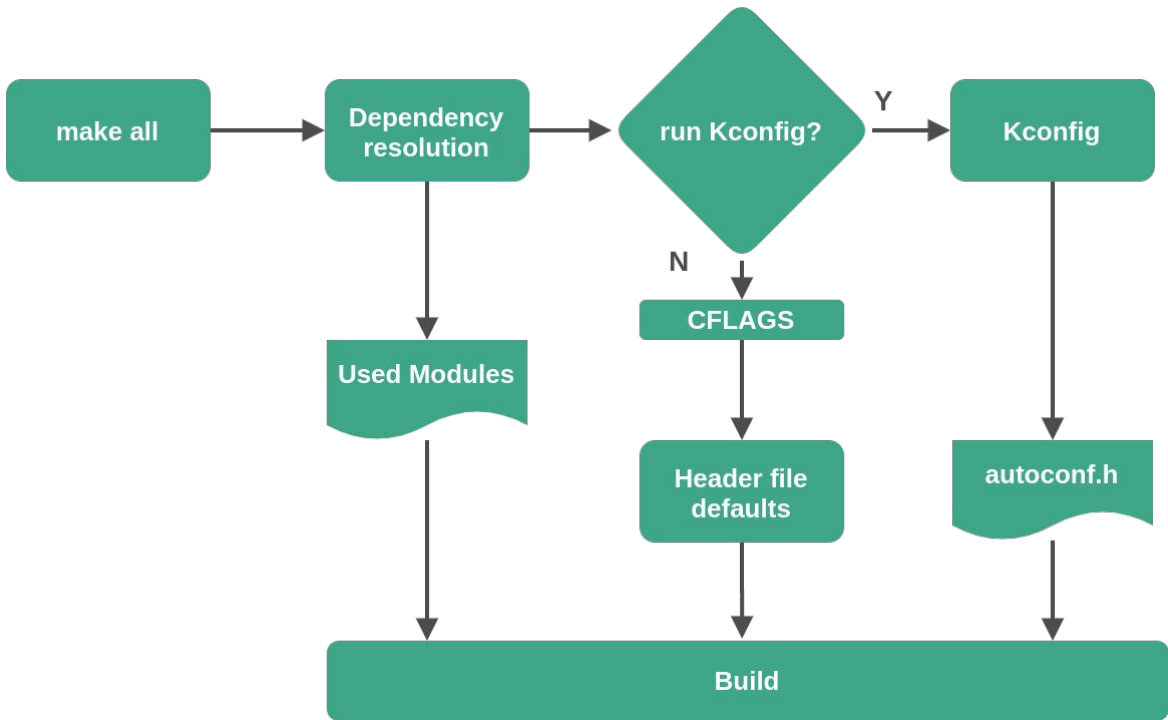 make all
Dependency
resolution
run Kconfig?
Y
Kconfig
N
CFLAGS
Used Modules
Header file
defaults
autoconf.h
Build